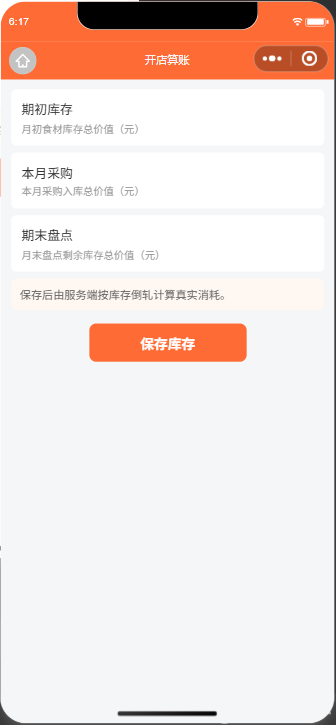 6:17
开店算账
期初库存
月初食材库存总价值（元）
本月采购
本月采购入库总价值（元）
期末盘点
月末盘点剩余库存总价值（元）
保存后由服务端按库存倒轧计算真实消耗。
保存库存